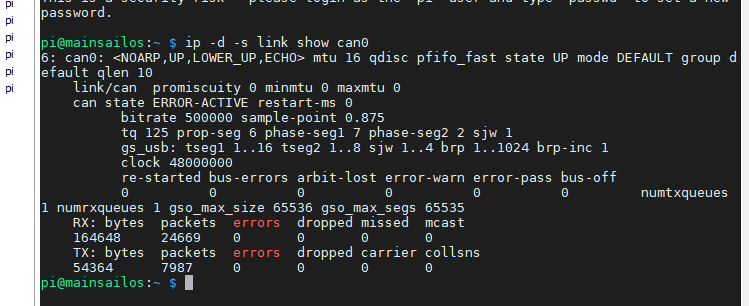 pi
pi
pi
pi
pi
This is a security risk - please login as the 'pi' user and type 'passwd' to set a new
password.
pi@mainsailos:~ $ ip -d -s link show can0
6: can0: <NOARP,UP,LOWER_UP,ECHO> mtu 16 qdisc pfifo_fast state UP mode DEFAULT group d
efault qlen 10
link/can  promiscuity 0 minmtu 0 maxmtu 0
can state ERROR-ACTIVE restart-ms 0
bitrate 500000 sample-point 0.875
tq 125 prop-seg 6 phase-seg1 7 phase-seg2 2 sjw 1
gs_usb: tseg1 1..16 tseg2 1..8 sjw 1..4 brp 1..1024 brp-inc 1
clock 48000000
re-started bus-errors arbit-lost error-warn error-pass bus-off
0          0          0          0          0          0         numtxqueues
1 numrxqueues 1 gso_max_size 65536 gso_max_segs 65535
RX: bytes  packets  errors  dropped missed  mcast
164648     24669    0       0       0       0
TX: bytes  packets  errors  dropped carrier collsns
54364      7987     0       0       0       0
pi@mainsailos:~ $